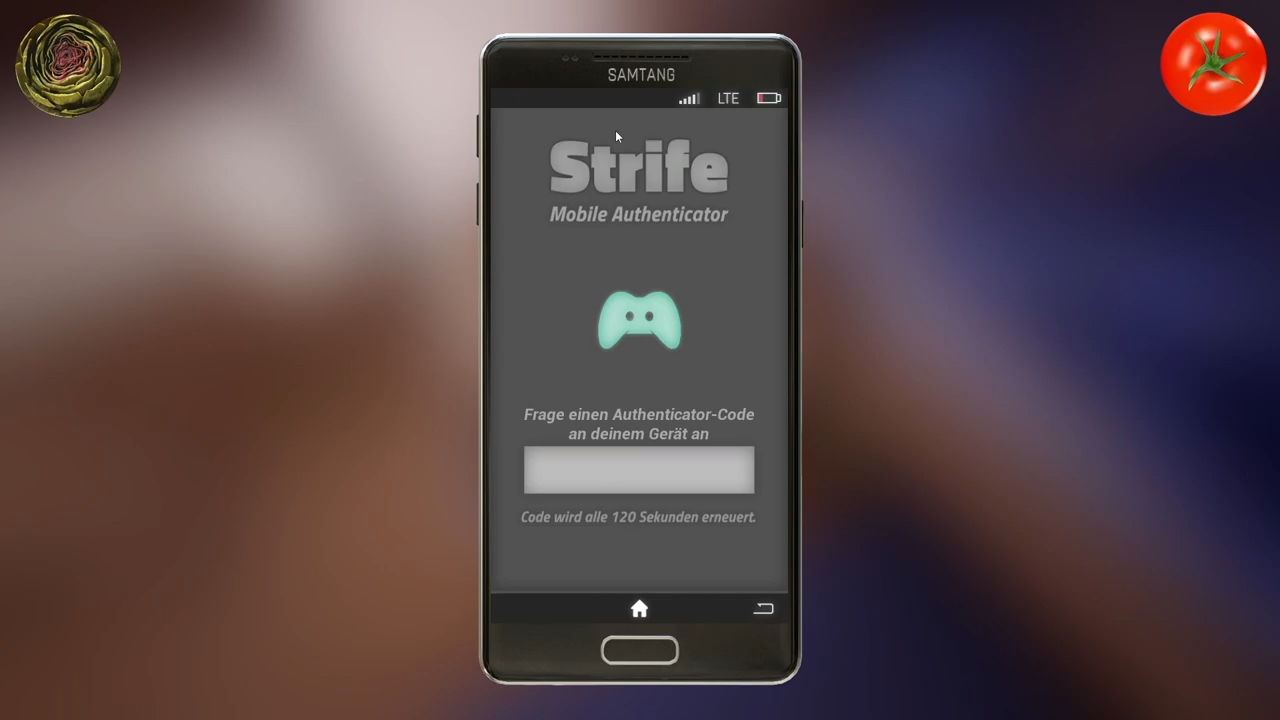 SAMTANG
LTE
Strife
Mobile Authenticator
Frage einen Authenticator-Code
an deinem Gerät an
Code wird alle 120 Sekunden erneuert.